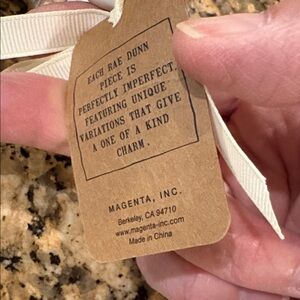 EACH RAE DUNN
PIECE IS
PERFECTLY IMPERFECT.
FEATURING UNIQUE
VARIATIONS THAT GIVE
A ONE OF A KIND
CHARM.
MAGENTA, INC.
Berkeley, CA 94710
www.magenta-inc.com
Made in China